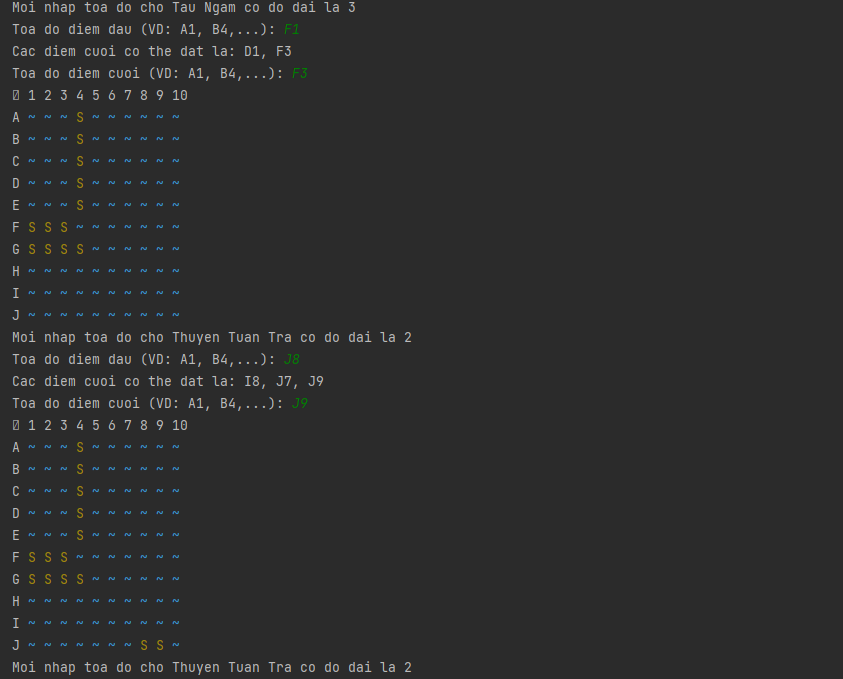 Moi nhap toa do cho Tau Ngam co do dai la 3
Toa do diem dau (VD: A1, B4,...): F1
Cac diem cuoi co the dat la: D1, F3
Toa do diem cuoi (VD: A1, B4,...): F3
1 2 3 4 5 6 7 8 9 10
A ~ ~ ~ S ~ ~ ~ ~ ~ ~
B ~ ~ ~ S ~ ~ ~ ~ ~ ~
C ~ ~ ~ S ~ ~ ~ ~ ~ ~
D ~ ~ ~ S ~ ~ ~ ~ ~ ~
E ~ ~ ~ S ~ ~ ~ ~ ~ ~
F S S S ~ ~ ~ ~ ~ ~ ~
G S S S S ~ ~ ~ ~ ~ ~
H ~ ~ ~ ~ ~ ~ ~ ~ ~ ~
I ~ ~ ~ ~ ~ ~ ~ ~ ~ ~
J ~ ~ ~ ~ ~ ~ ~ ~ ~ ~
Moi nhap toa do cho Thuyen Tuan Tra co do dai la 2
Toa do diem dau (VD: A1, B4,...): J8
Cac diem cuoi co the dat la: I8, J7, J9
Toa do diem cuoi (VD: A1, B4,...): J9
1 2 3 4 5 6 7 8 9 10
A ~ ~ ~ S ~ ~ ~ ~ ~ ~
B ~ ~ ~ S ~ ~ ~ ~ ~ ~
C ~ ~ ~ S ~ ~ ~ ~ ~ ~
D ~ ~ ~ S ~ ~ ~ ~ ~ ~
E ~ ~ ~ S ~ ~ ~ ~ ~ ~
F S S S ~ ~ ~ ~ ~ ~ ~
G S S S S ~ ~ ~ ~ ~ ~
H ~ ~ ~ ~ ~ ~ ~ ~ ~ ~
I ~ ~ ~ ~ ~ ~ ~ ~ ~ ~
J ~ ~ ~ ~ ~ ~ ~ S S ~
Moi nhap toa do cho Thuyen Tuan Tra co do dai la 2